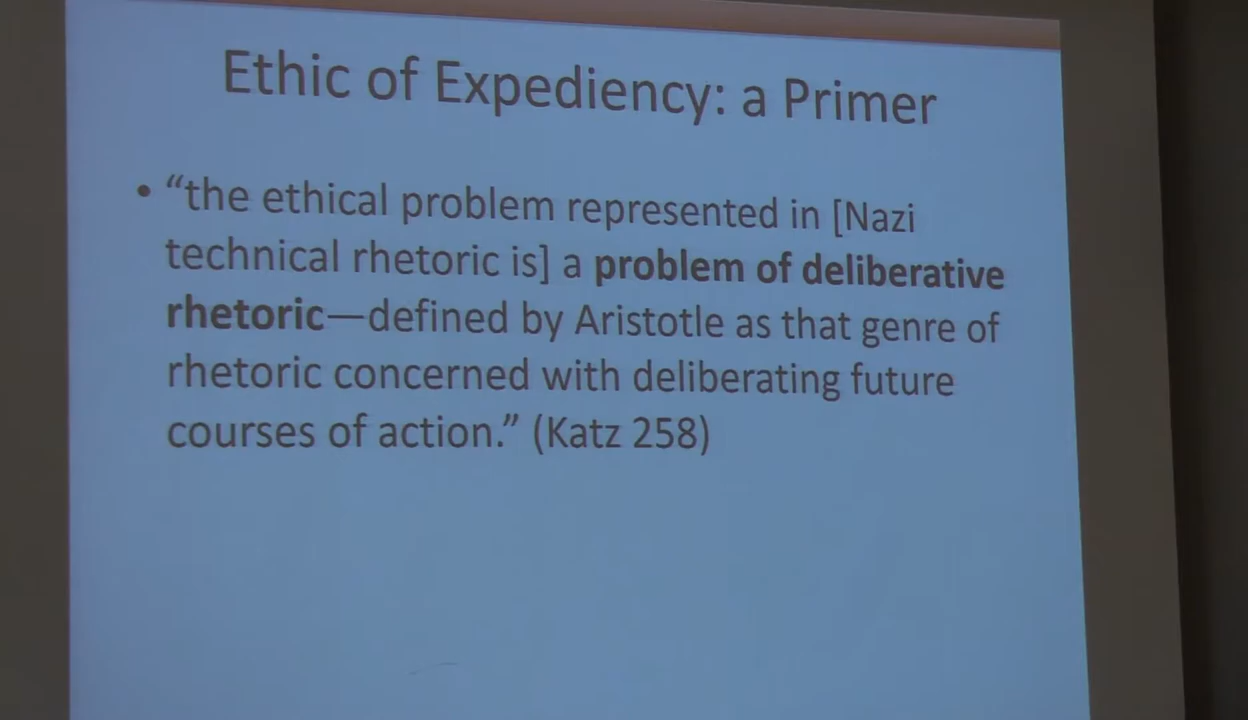 Ethic of Expediency: a Primer
• “the ethical problem represented in [Nazi
technical rhetoric is] a problem of deliberative
rhetoric—defined by Aristotle as that genre of
rhetoric concerned with deliberating future
courses of action.” (Katz 258)